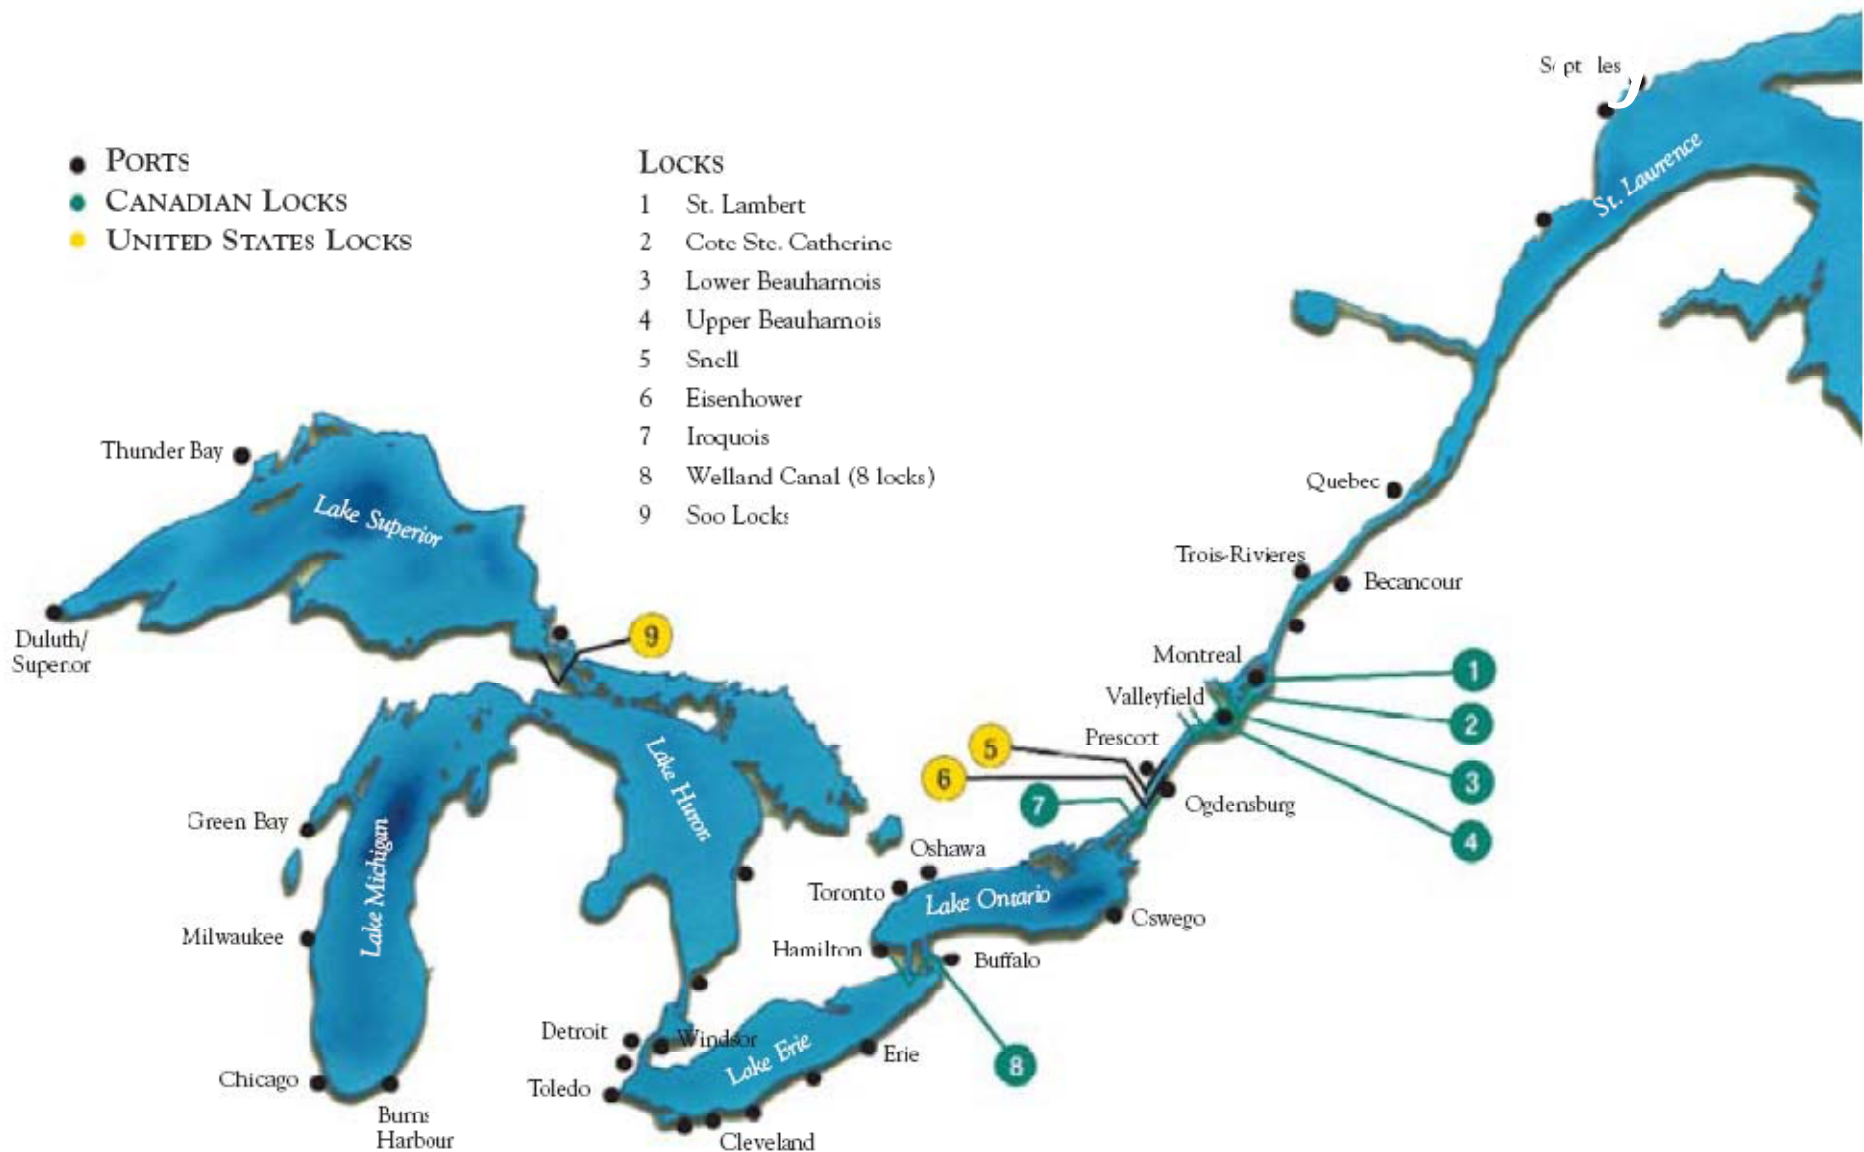 PORTS
CANADIAN LOCKS
UNITED STATES LOCKS
LOCKS
1 St. Lambert
2 Cote Ste. Catherine
3 Lower Beauharnois
4 Upper Beauharnois
5 Snell
6 Eisenhower
7 Iroquois
8 Welland Canal (8 locks)
9 Soo Locks
Sept Iles
y
St. Lawrence
Thunder Bay
Lake Superior
Duluth/
Superior
9
Quebec
Trois-Rivieres
Becancour
Montreal
Valleyfield
Prescott
1
2
3
4
5
6
7
Ogdensburg
Lake Huron
Green Bay
Lake Michigan
Milwaukee
Chicago
Burns
Harbour
Oshawa
Toronto
Lake Ontario
Oswego
Hamilton
Buffalo
Detroit
Windsor
Lake Erie
Erie
8
Toledo
Cleveland